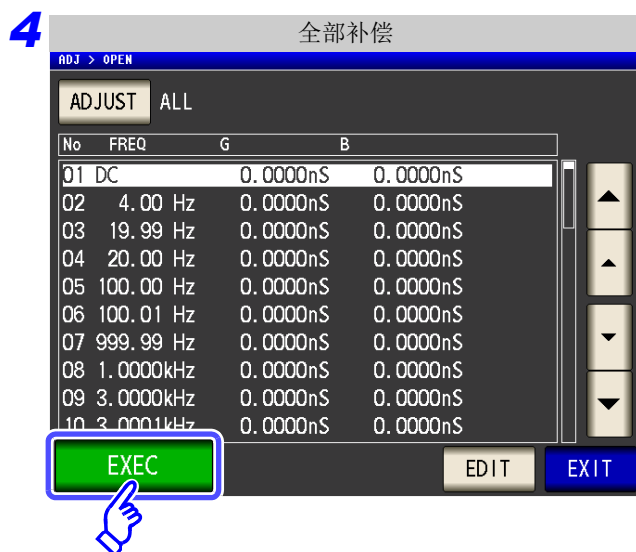 4
全部补偿
ADJ > OPEN
ADJUST ALL
No FREQ G B
01 DC 0.0000nS 0.0000nS
02 4.00 Hz 0.0000nS 0.0000nS
03 19.99 Hz 0.0000nS 0.0000nS
04 20.00 Hz 0.0000nS 0.0000nS
05 100.00 Hz 0.0000nS 0.0000nS
06 100.01 Hz 0.0000nS 0.0000nS
07 999.99 Hz 0.0000nS 0.0000nS
08 1.0000kHz 0.0000nS 0.0000nS
09 3.0000kHz 0.0000nS 0.0000nS
10 3.0001kHz 0.0000nS 0.0000nS
EXEC EDIT EXIT